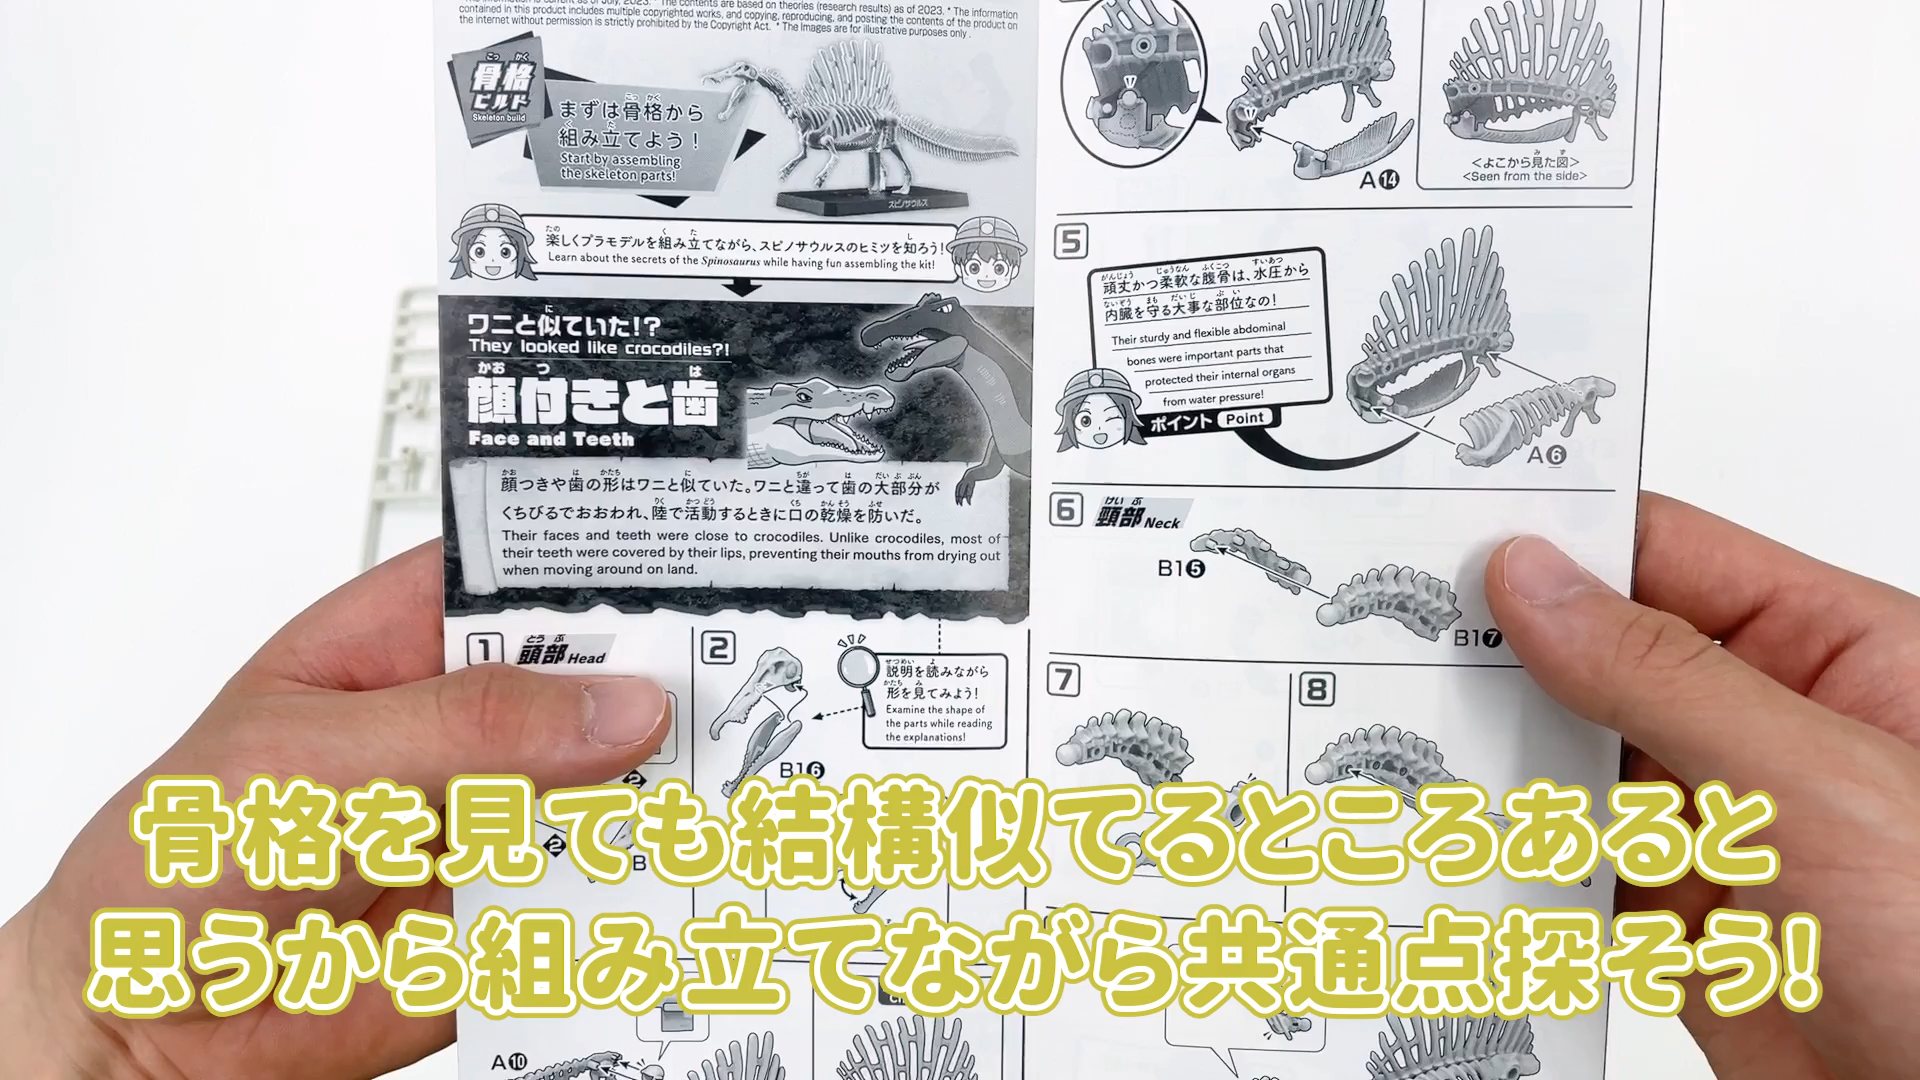 contained in this product includes multiple copyrighted works, and copying, reproducing, and posting the contents of the product on
the internet without permission is strictly prohibited by the Copyright Act. * The Images are for illustrative purposes only.
骨格
ビルド
Skeleton build
まずは骨格から
組み立てよう！
Start by assembling
the skeleton parts!
スピノサウルス
楽しくプラモデルを組み立てながら、スピノサウルスのヒミツを知ろう!
Learn about the secrets of the Spinosaurus while having fun assembling the kit!
ワニと似ていた!?
They looked like crocodiles?!
顔付きと歯
Face and Teeth
顔つきや歯の形はワニと似ていた。ワニと違って歯の大部分が
くちびるでおおわれ、陸で活動するときに口の乾燥を防いだ。
Their faces and teeth were close to crocodiles. Unlike crocodiles, most of
their teeth were covered by their lips, preventing their mouths from drying out
when moving around on land.
1 頭部 Head
2
説明を読みながら
形を見てみよう!
Examine the shape of
the parts while reading
the explanations!
B1⑥
A⑩
A⑭
<よこから見た図>
<Seen from the side>
5
頑丈かつ柔軟な腹骨は、水圧から
内臓を守る大事な部位なの!
Their sturdy and flexible abdominal
bones were important parts that
protected their internal organs
from water pressure!
ポイント Point
A⑥
6 頸部 Neck
B1⑤
B1⑦
7
8
骨格を見ても結構似てるところあると
思うから組み立てながら共通点探そう!